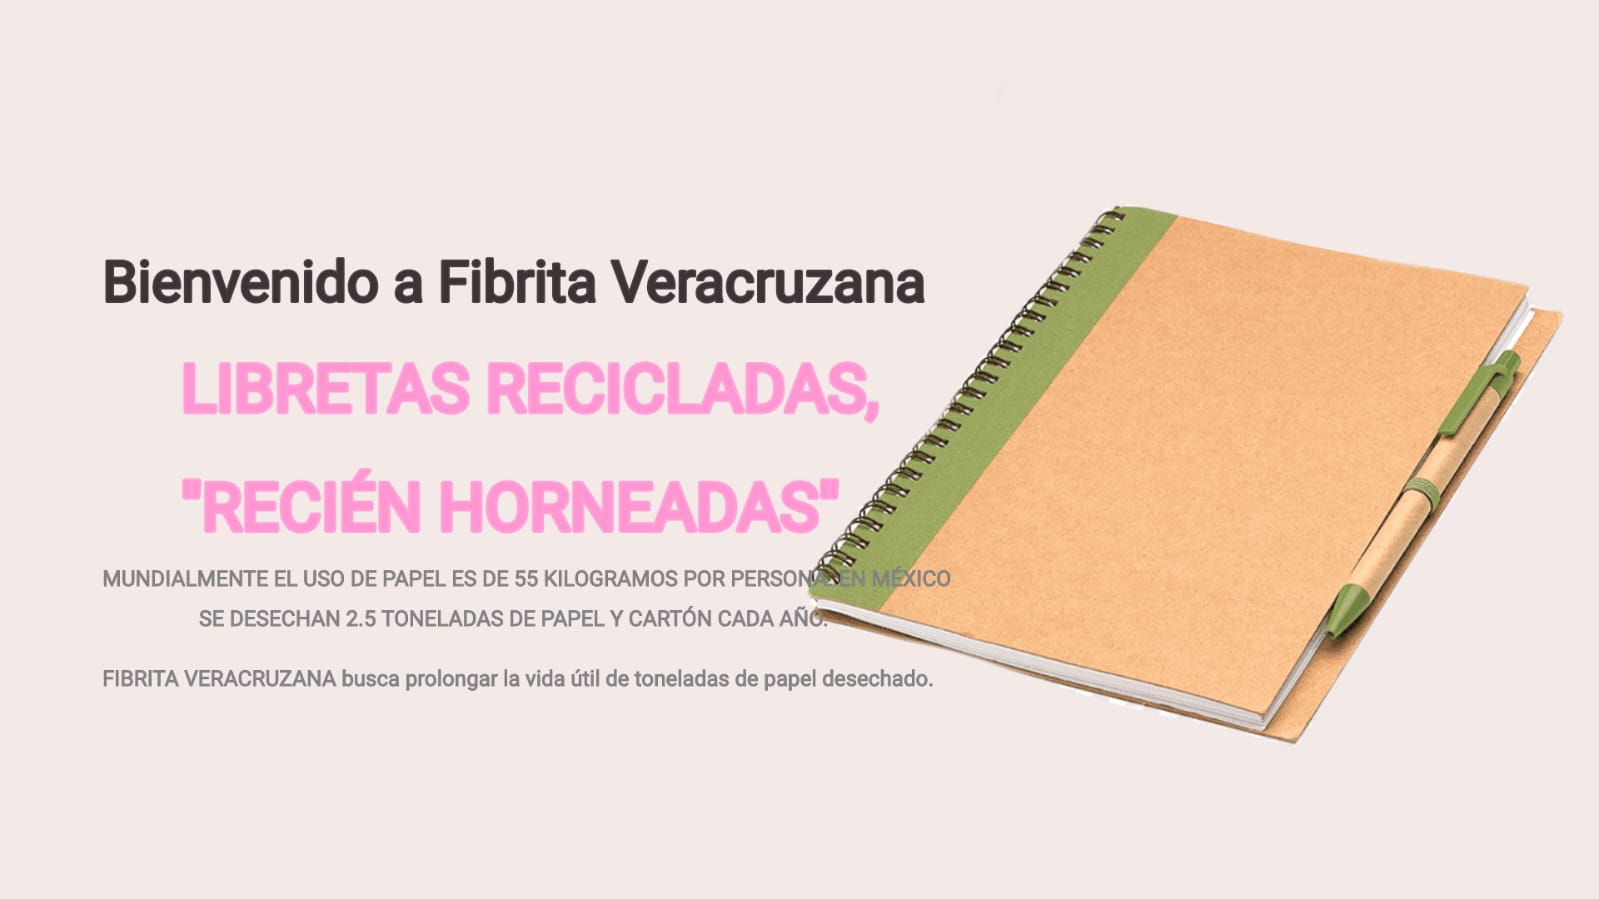 Bienvenido a Fibrita Veracruzana
LIBRETAS RECICLADAS,
"RECIÉN HORNEADAS"
MUNDIALMENTE EL USO DE PAPEL ES DE 55 KILOGRAMOS POR PERSONA. EN MÉXICO
SE DESECHAN 2.5 TONELADAS DE PAPEL Y CARTÓN CADA AÑO.
FIBRITA VERACRUZANA busca prolongar la vida útil de toneladas de papel desechado.